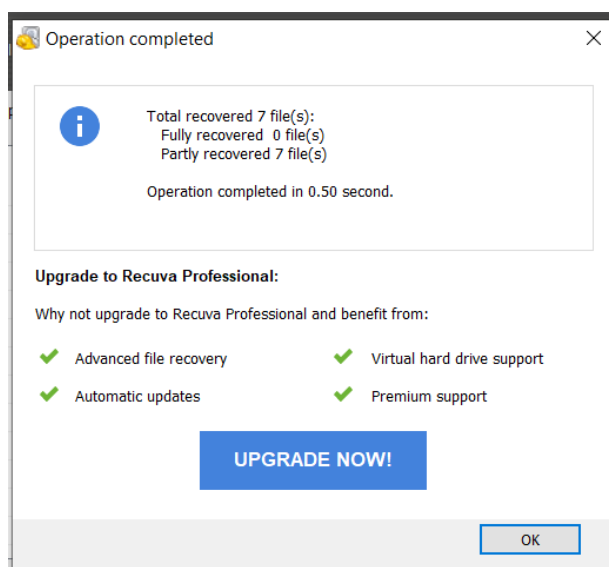 Operation completed
Total recovered 7 file(s):
Fully recovered 0 file(s)
Partly recovered 7 file(s)
Operation completed in 0.50 second.
Upgrade to Recuva Professional:
Why not upgrade to Recuva Professional and benefit from:
Advanced file recovery
Virtual hard drive support
Automatic updates
Premium support
UPGRADE NOW!
OK